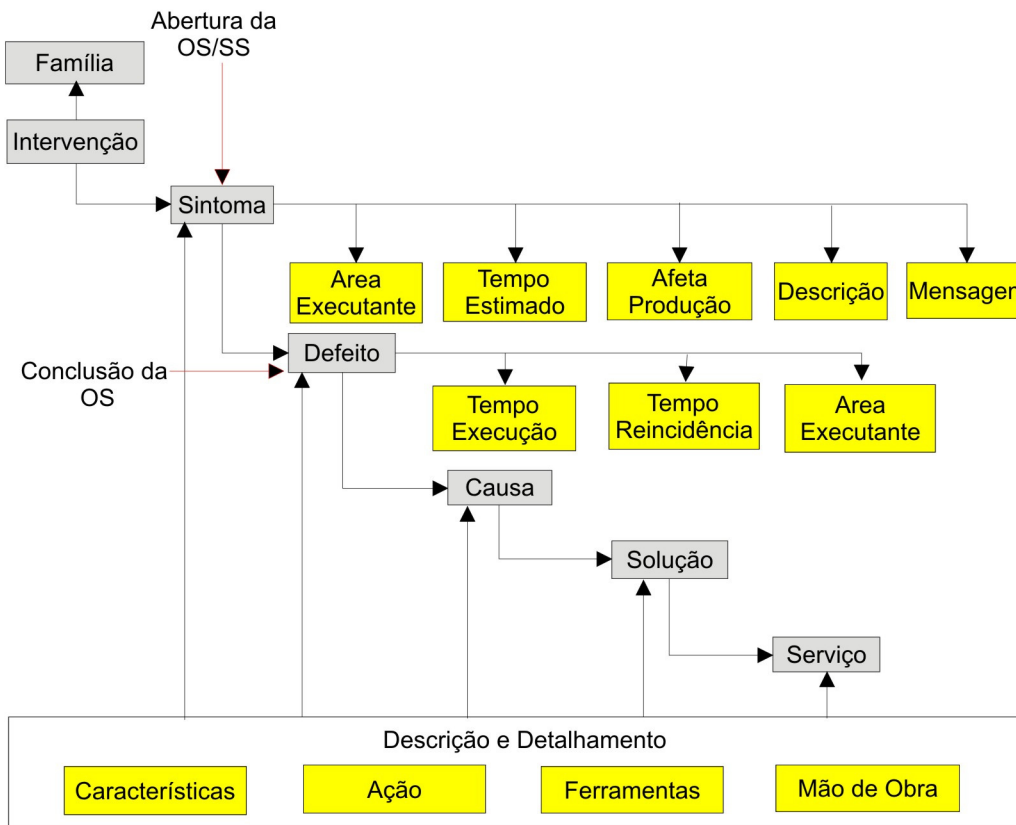 Abertura da
OS/SS
Família
Intervenção
Sintoma
Area
Executante
Tempo
Estimado
Afeta
Produção
Descrição
Mensagem
Defeito
Conclusão da
OS
Tempo
Execução
Tempo
Reincidência
Area
Executante
Causa
Solução
Serviço
Descrição e Detalhamento
Características
Ação
Ferramentas
Mão de Obra